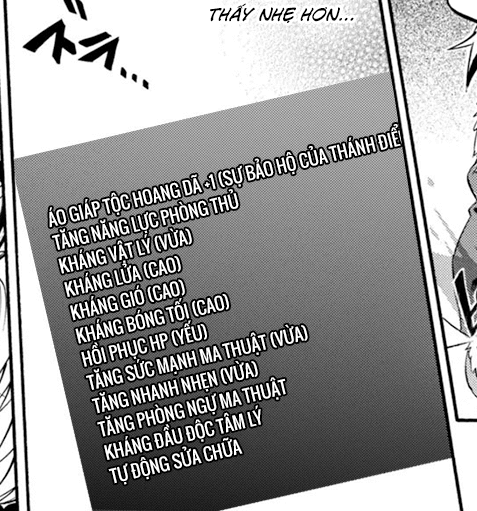 THẤY NHẸ HƠN...
ÁO GIÁP TỘC HOANG DÃ +1 (SỰ BẢO HỘ CỦA THÁNH ĐIỂ
TĂNG NĂNG LỰC PHÒNG THỦ
KHÁNG VẬT LÝ (VỪA)
KHÁNG LỬA (CAO)
KHÁNG GIÓ (CAO)
KHÁNG BÓNG TỐI (CAO)
HỒI PHỤC HP (YẾU)
TĂNG SỨC MẠNH MA THUẬT (VỪA)
TĂNG NHANH NHẸN (VỪA)
TĂNG PHÒNG NGỰ MA THUẬT
KHÁNG ĐẦU ĐỘC TÂM LÝ
TỰ ĐỘNG SỬA CHỮA